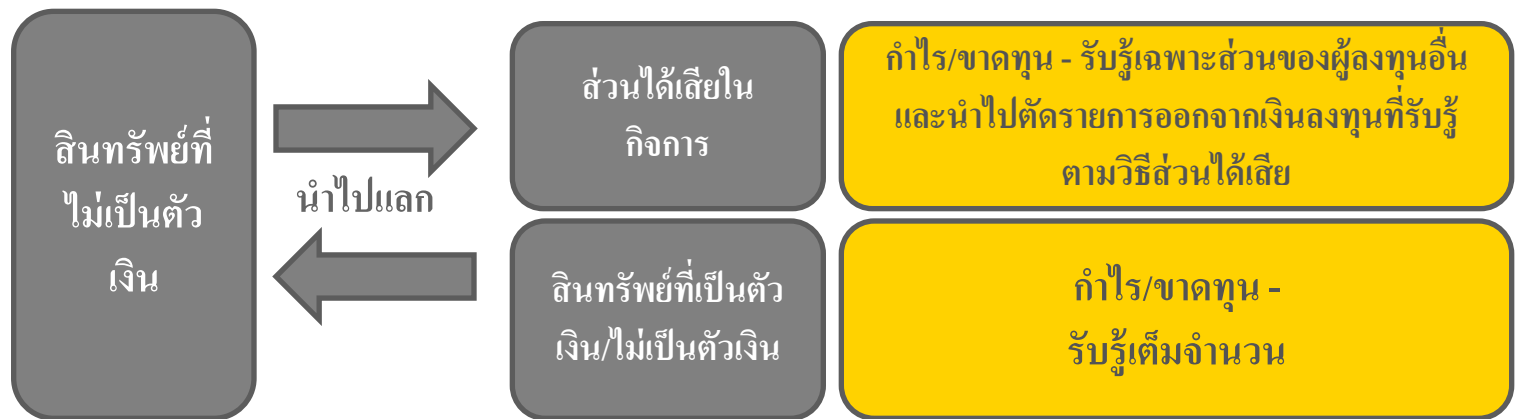 สินทรัพย์ที่
ไม่เป็นตัว
เงิน
นำไปแลก
ส่วนได้เสียใน
กิจการ
กำไร/ขาดทุน - รับรู้เฉพาะส่วนของผู้ลงทุนอื่น
และนำไปตัดรายการออกจากเงินลงทุนที่รับรู้
ตามวิธีส่วนได้เสีย
สินทรัพย์ที่เป็นตัว
เงิน/ไม่เป็นตัวเงิน
กำไร/ขาดทุน -
รับรู้เต็มจำนวน